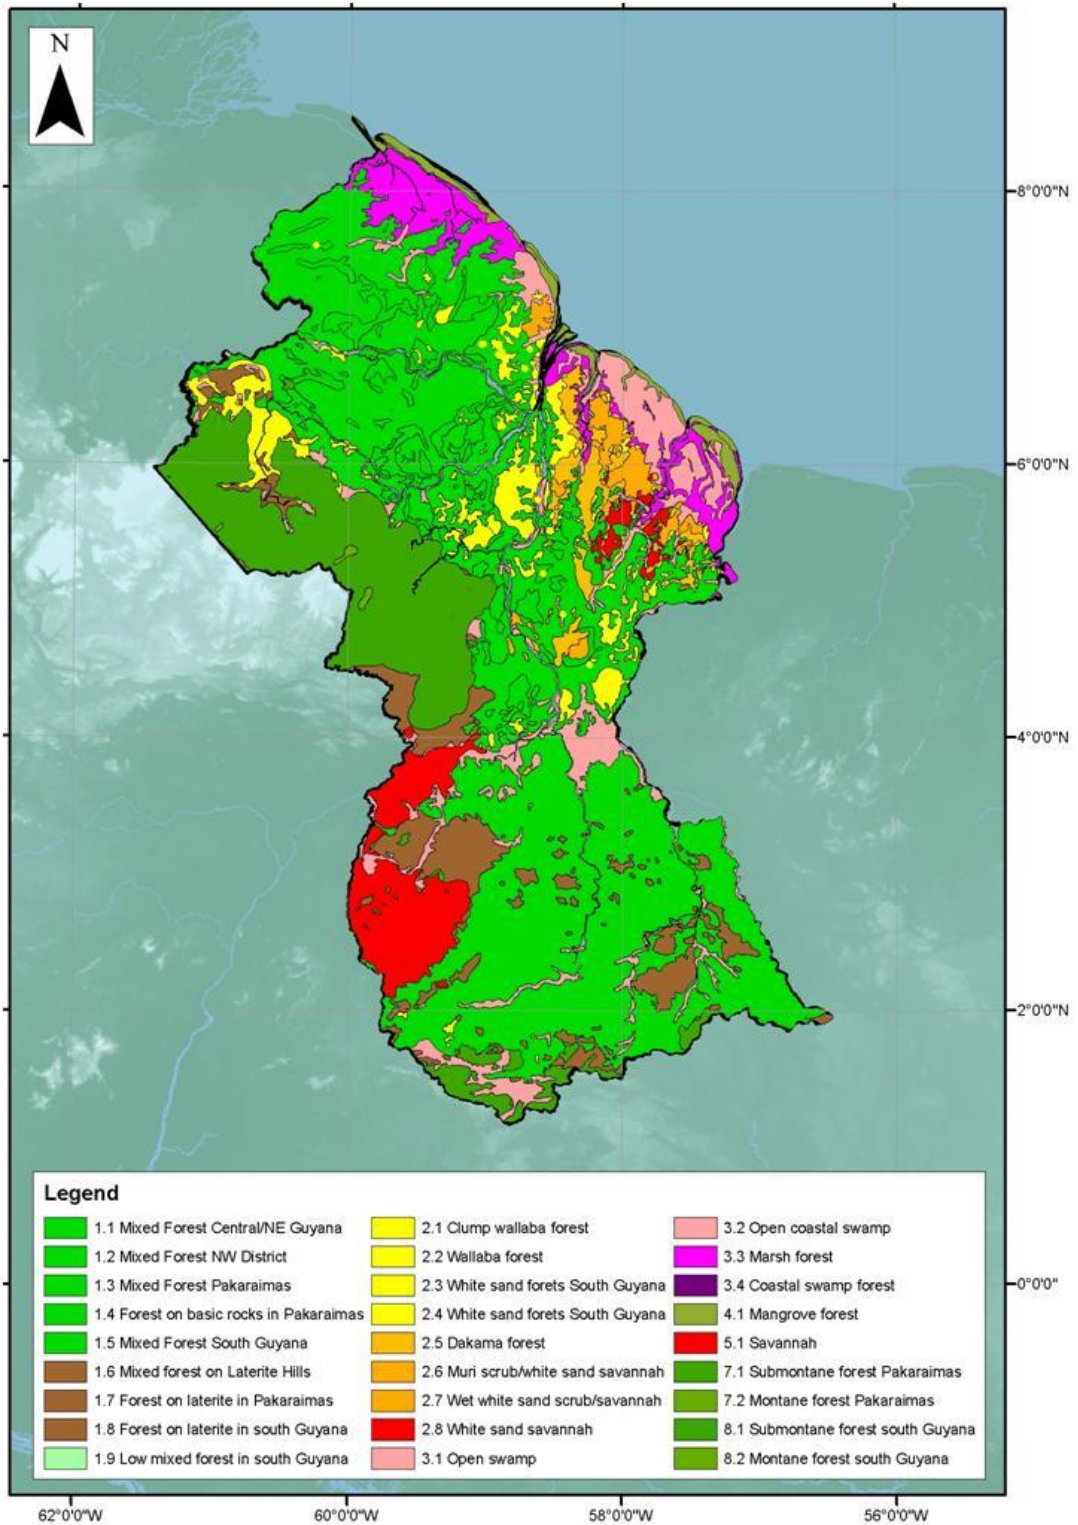 N
8°0'0"N
6°0'0"N
4°0'0"N
2°0'0"N
0°0'0"
Legend
1.1 Mixed Forest Central/NE Guyana
1.2 Mixed Forest NW District
1.3 Mixed Forest Pakaraimas
1.4 Forest on basic rocks in Pakaraimas
1.5 Mixed Forest South Guyana
1.6 Mixed forest on Laterite Hills
1.7 Forest on laterite in Pakaraimas
1.8 Forest on laterite in south Guyana
1.9 Low mixed forest in south Guyana
2.1 Clump wallaba forest
2.2 Wallaba forest
2.3 White sand forets South Guyana
2.4 White sand forets South Guyana
2.5 Dakama forest
2.6 Muri scrub/white sand savannah
2.7 Wet white sand scrub/savannah
2.8 White sand savannah
3.1 Open swamp
3.2 Open coastal swamp
3.3 Marsh forest
3.4 Coastal swamp forest
4.1 Mangrove forest
5.1 Savannah
7.1 Submontane forest Pakaraimas
7.2 Montane forest Pakaraimas
8.1 Submontane forest south Guyana
8.2 Montane forest south Guyana
62°0'0"W
60°0'0"W
58°0'0"W
56°0'0"W